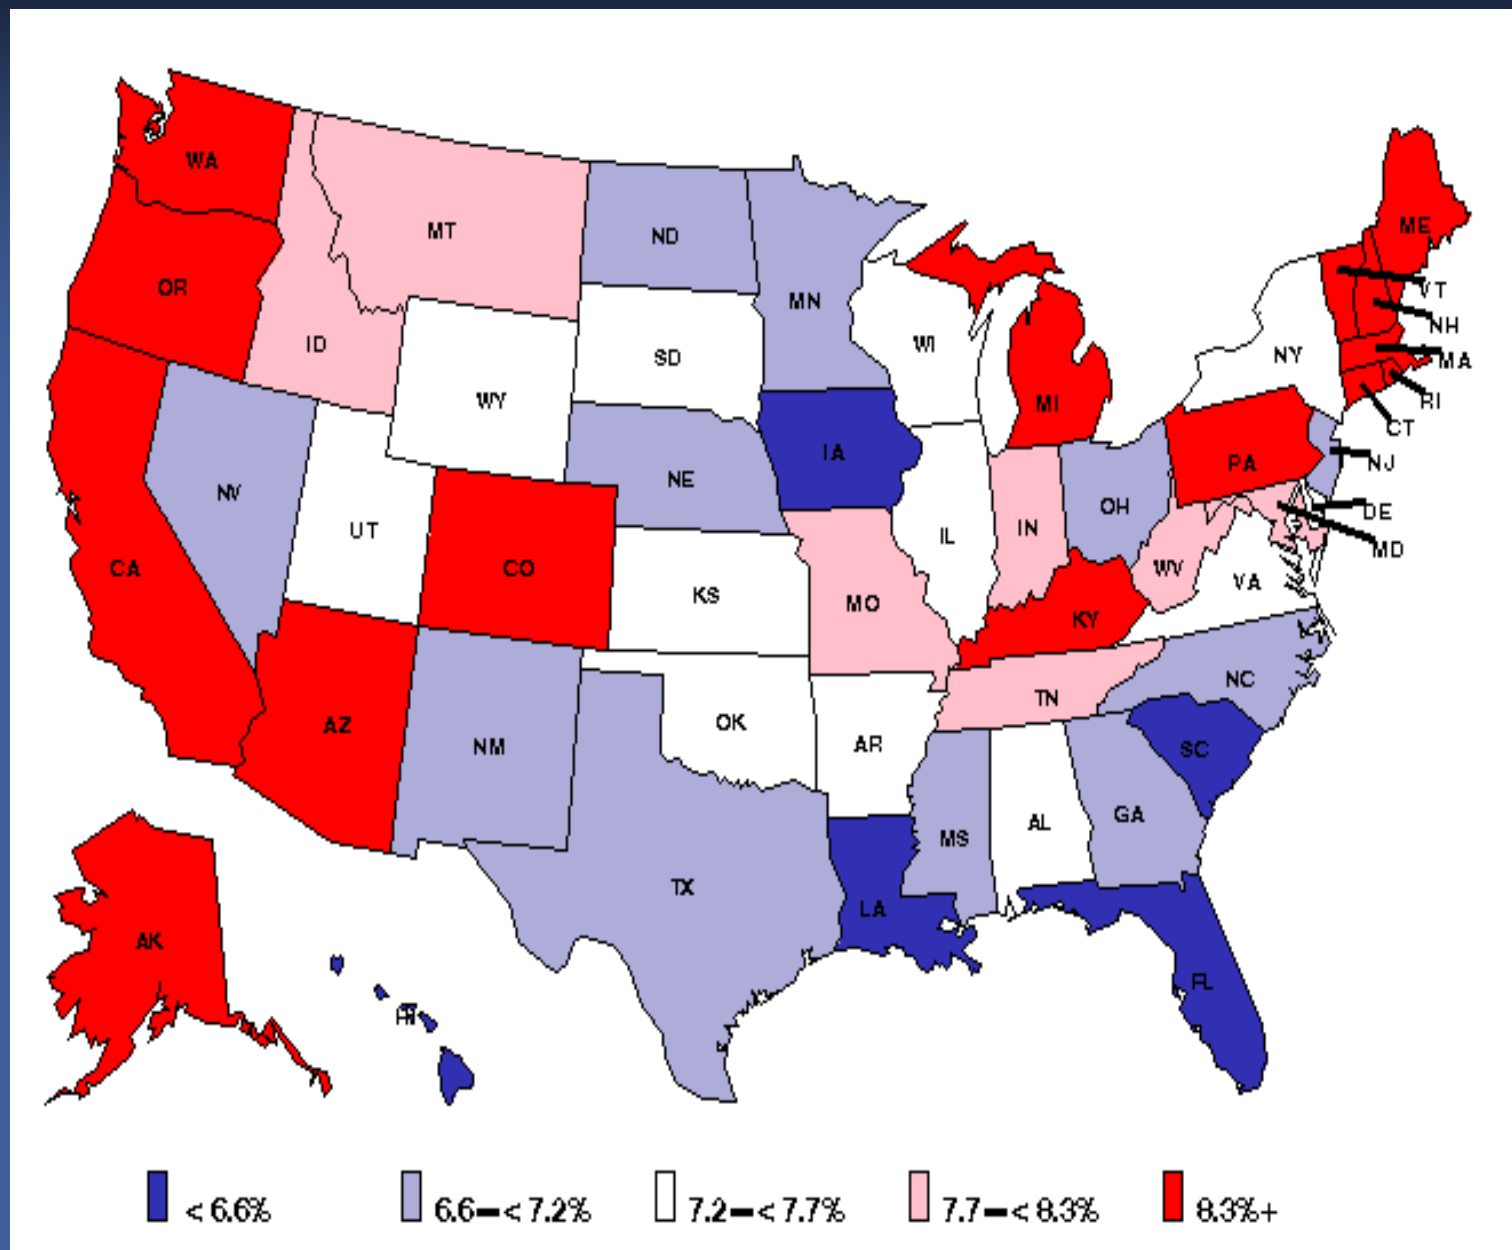 WA
ME
MT
ND
OR
VT
MN
NH
ID
WI
NY
SD
MA
WY
MI
RI
CT
IA
PA
NJ
NV
NE
OH
DE
UT
IN
IL
MD
CA
CO
WV
VA
KS
MO
KY
NC
TN
AZ
OK
NM
AR
SC
GA
AL
MS
TX
LA
AK
FL
< 6.6%
6.6-< 7.2%
7.2-< 7.7%
7.7-< 8.3%
8.3%+